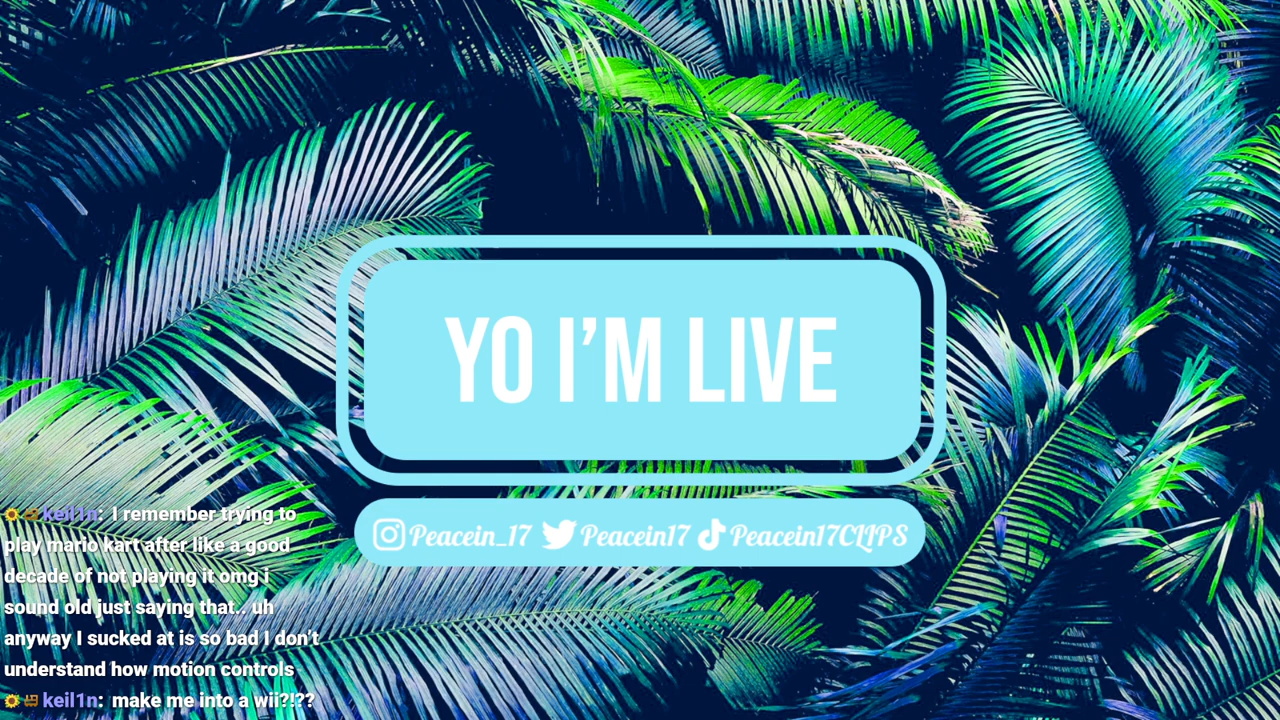 YO I'M LIVE
Peacein_17 Peacein17 Peacein17CLIPS
keil1n: I remember trying to
play mario kart after like a good
decade of not playing it omg i
sound old just saying that.. uh
anyway I sucked at is so bad I don't
understand how motion controls
keil1n: make me into a wii?!??